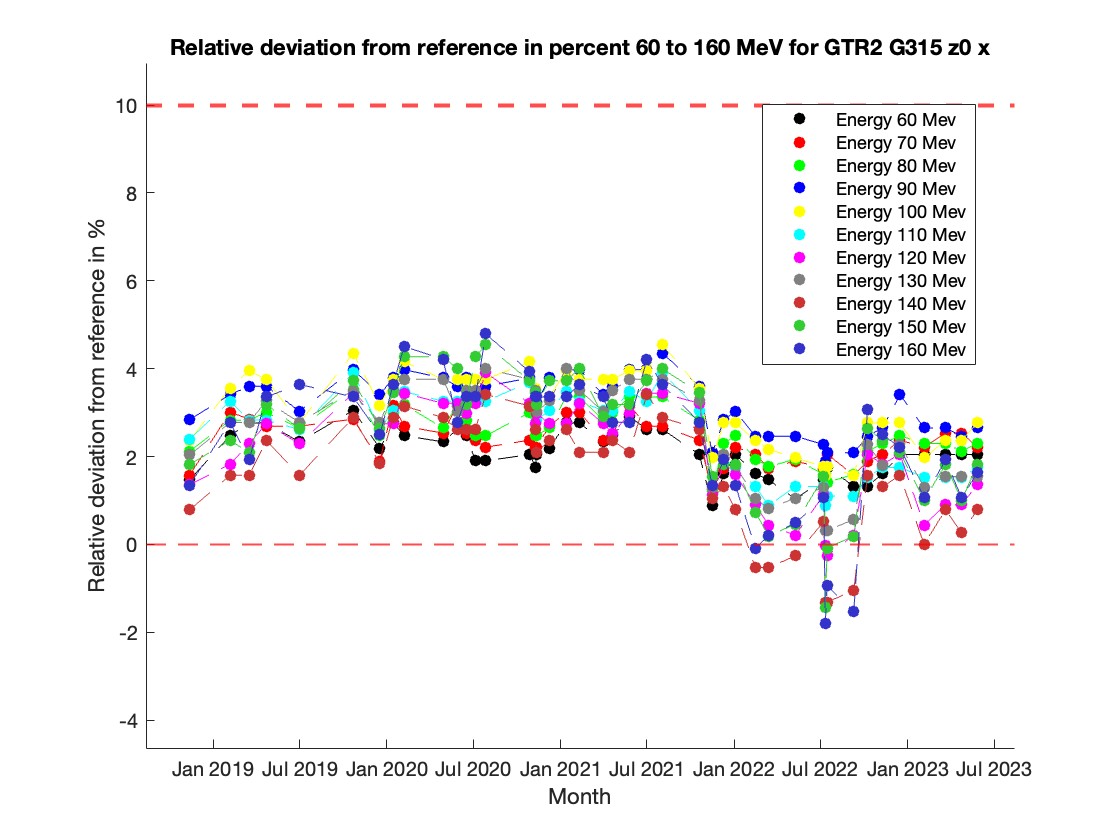 Relative deviation from reference in percent 60 to 160 MeV for GTR2 G315 z0 x
10
8
6
4
2
0
-2
-4
Relative deviation from reference in %
Energy 60 Mev
Energy 70 Mev
Energy 80 Mev
Energy 90 Mev
Energy 100 Mev
Energy 110 Mev
Energy 120 Mev
Energy 130 Mev
Energy 140 Mev
Energy 150 Mev
Energy 160 Mev
Jan 2019 Jul 2019 Jan 2020 Jul 2020 Jan 2021 Jul 2021 Jan 2022 Jul 2022 Jan 2023 Jul 2023
Month